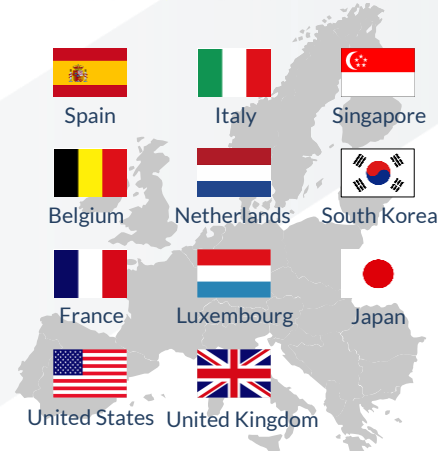 Spain Italy Singapore
Belgium Netherlands South Korea
France Luxembourg Japan
United States United Kingdom